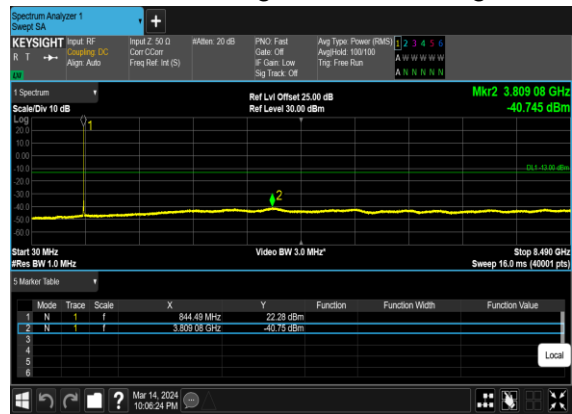 Spectrum Analyzer 1
Swept SA
+
KEYSIGHT Input: RF Input Z: 50 Ω #Atten: 20 dB PNO: Fast Avg Type: Power (RMS) 1 2 3 4 5 6
R T Coupling: DC Corr CCorr Gate: Off Avg|Hold: 100/100 A W W W W W
Align: Auto Freq Ref: Int (S) IF Gain: Low Trig: Free Run
LXI Sig Track: Off A N N N N N
1 Spectrum Ref Lvl Offset 25.00 dB Mkr2 3.809 08 GHz
Scale/Div 10 dB Ref Level 30.00 dBm -40.745 dBm
Log
20.0 1
10.0
0.00
-10.0 DL1 -13.00 dBm
-20.0
-30.0 2
-40.0
-50.0
-60.0
Start 30 MHz Video BW 3.0 MHz* Stop 8.490 GHz
#Res BW 1.0 MHz Sweep 16.0 ms (40001 pts)
5 Marker Table
Mode Trace Scale X Y Function Function Width Function Value
1 N 1 f 844.49 MHz 22.28 dBm
2 N 1 f 3.809 08 GHz -40.75 dBm
3
4
5
6
Local
? Mar 14, 2024
10:06:24 PM